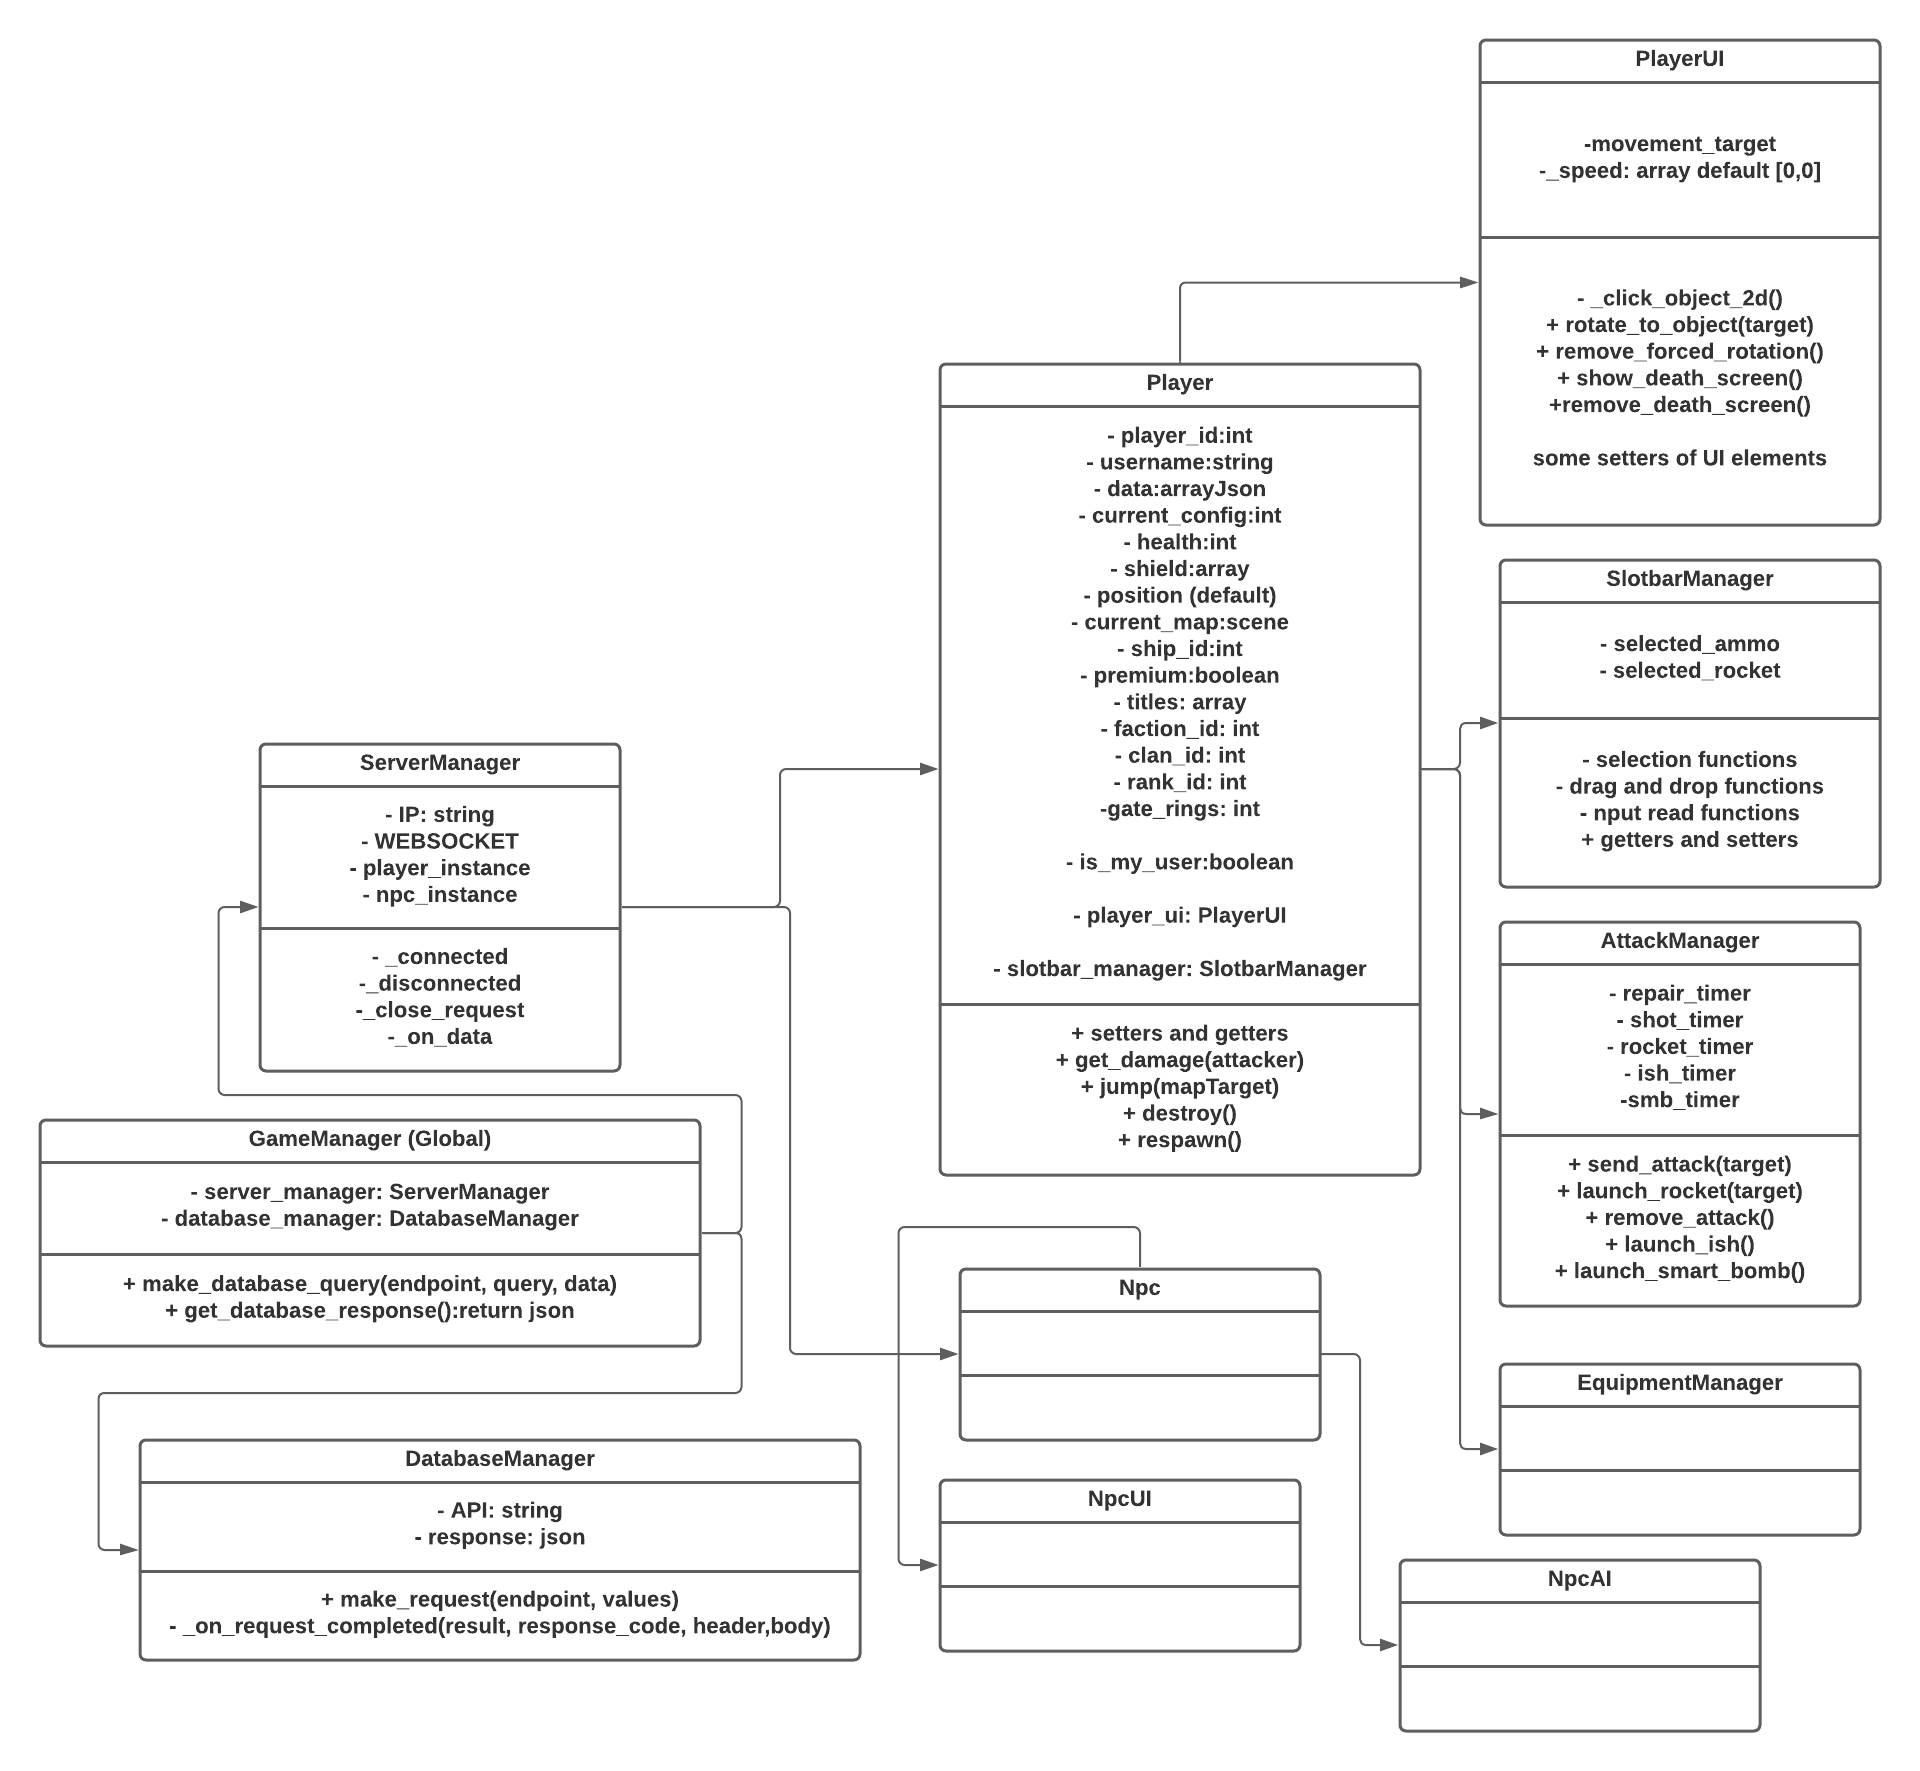 PlayerUI
-movement_target
-_speed: array default [0,0]
- _click_object_2d()
+ rotate_to_object(target)
+ remove_forced_rotation()
+ show_death_screen()
+remove_death_screen()
some setters of UI elements
Player
- player_id:int
- username:string
- data:arrayJson
- current_config:int
- health:int
- shield:array
- position (default)
- current_map:scene
- ship_id:int
- premium:boolean
- titles: array
- faction_id: int
- clan_id: int
- rank_id: int
-gate_rings: int
- is_my_user:boolean
- player_ui: PlayerUI
- slotbar_manager: SlotbarManager
+ setters and getters
+ get_damage(attacker)
+ jump(mapTarget)
+ destroy()
+ respawn()
SlotbarManager
- selected_ammo
- selected_rocket
- selection functions
- drag and drop functions
- nput read functions
+ getters and setters
ServerManager
- IP: string
- WEBSOCKET
- player_instance
- npc_instance
- _connected
-_disconnected
-_close_request
-_on_data
AttackManager
- repair_timer
- shot_timer
- rocket_timer
- ish_timer
-smb_timer
+ send_attack(target)
+ launch_rocket(target)
+ remove_attack()
+ launch_ish()
+ launch_smart_bomb()
GameManager (Global)
- server_manager: ServerManager
- database_manager: DatabaseManager
+ make_database_query(endpoint, query, data)
+ get_database_response():return json
Npc
EquipmentManager
DatabaseManager
- API: string
- response: json
+ make_request(endpoint, values)
- _on_request_completed(result, response_code, header,body)
NpcUI
NpcAI